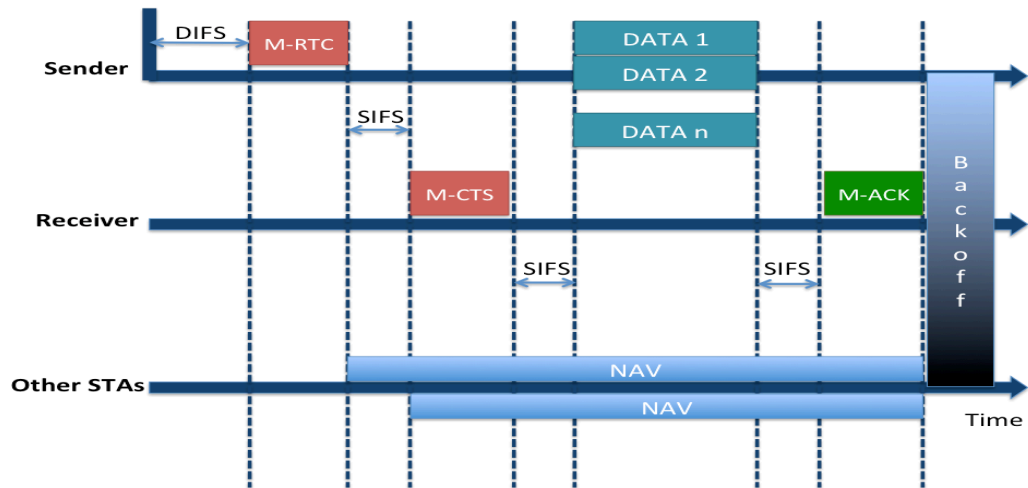 DIFS
M-RTC
DATA 1
Sender
DATA 2
SIFS
DATA n
M-CTS
M-ACK
Receiver
SIFS
SIFS
Backoff
NAV
Other STAs
NAV
Time